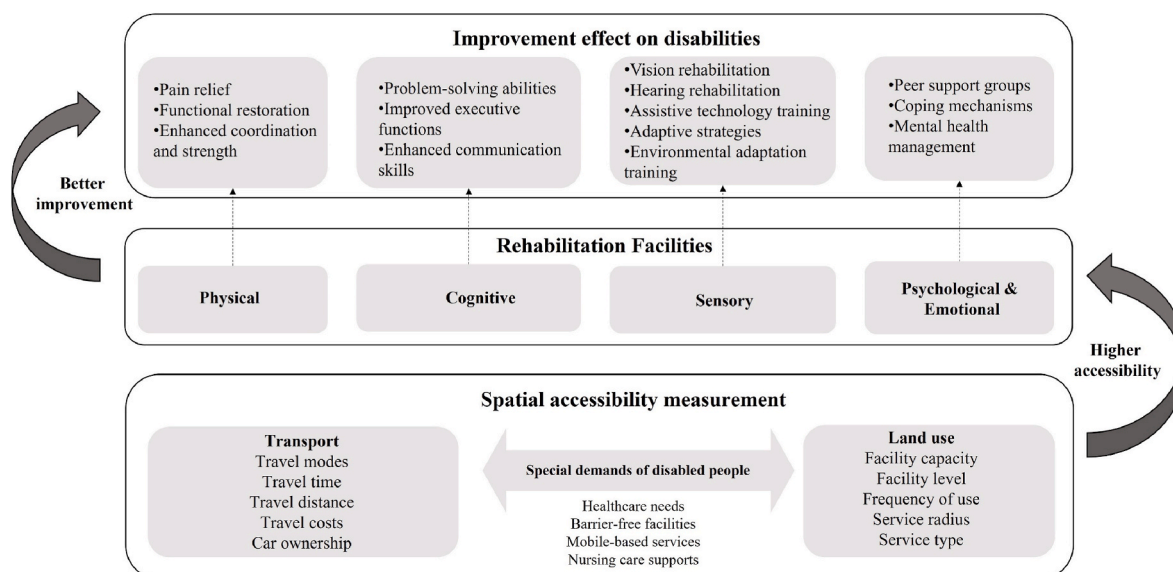 Improvement effect on disabilities
•Pain relief
•Functional restoration
•Enhanced coordination
and strength
•Problem-solving abilities
•Improved executive
functions
•Enhanced communication
skills
•Vision rehabilitation
•Hearing rehabilitation
•Assistive technology training
•Adaptive strategies
•Environmental adaptation
training
•Peer support groups
•Coping mechanisms
•Mental health
management
Better
improvement
Rehabilitation Facilities
Physical
Cognitive
Sensory
Psychological &
Emotional
Higher
accessibility
Spatial accessibility measurement
Transport
Travel modes
Travel time
Travel distance
Travel costs
Car ownership
Special demands of disabled people
Healthcare needs
Barrier-free facilities
Mobile-based services
Nursing care supports
Land use
Facility capacity
Facility level
Frequency of use
Service radius
Service type